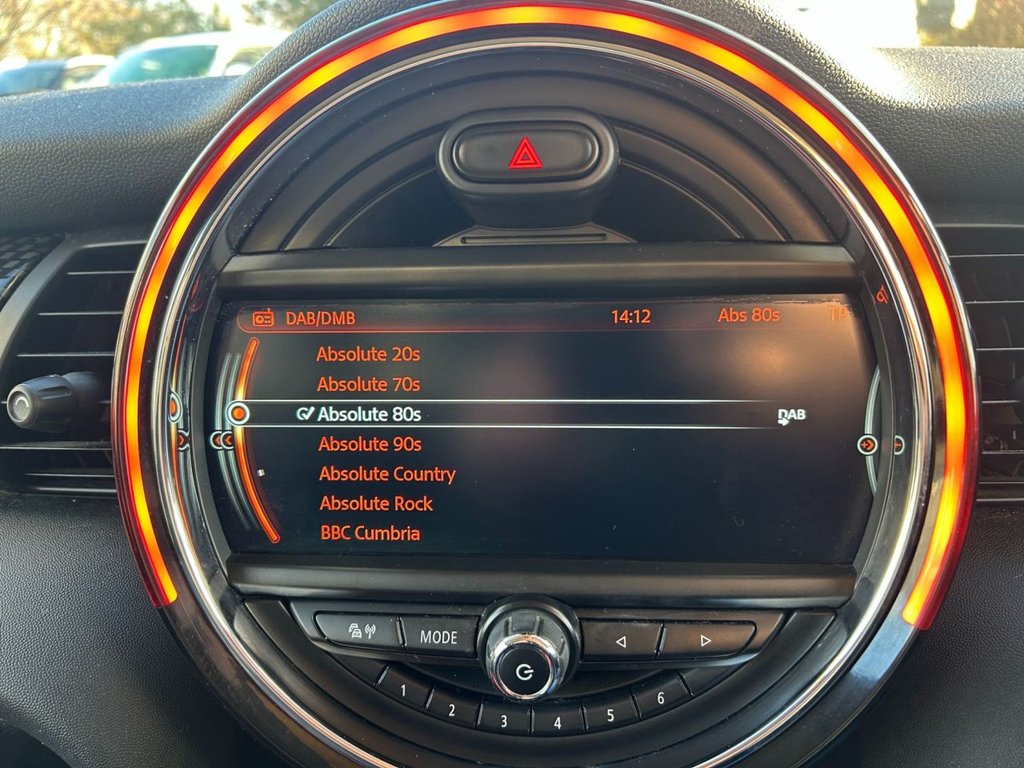 DAB/DMB 14:12 Abs 80s TP
Absolute 20s
Absolute 70s
Absolute 80s DAB
Absolute 90s
Absolute Country
Absolute Rock
BBC Cumbria
MODE
1 2 3 4 5 6